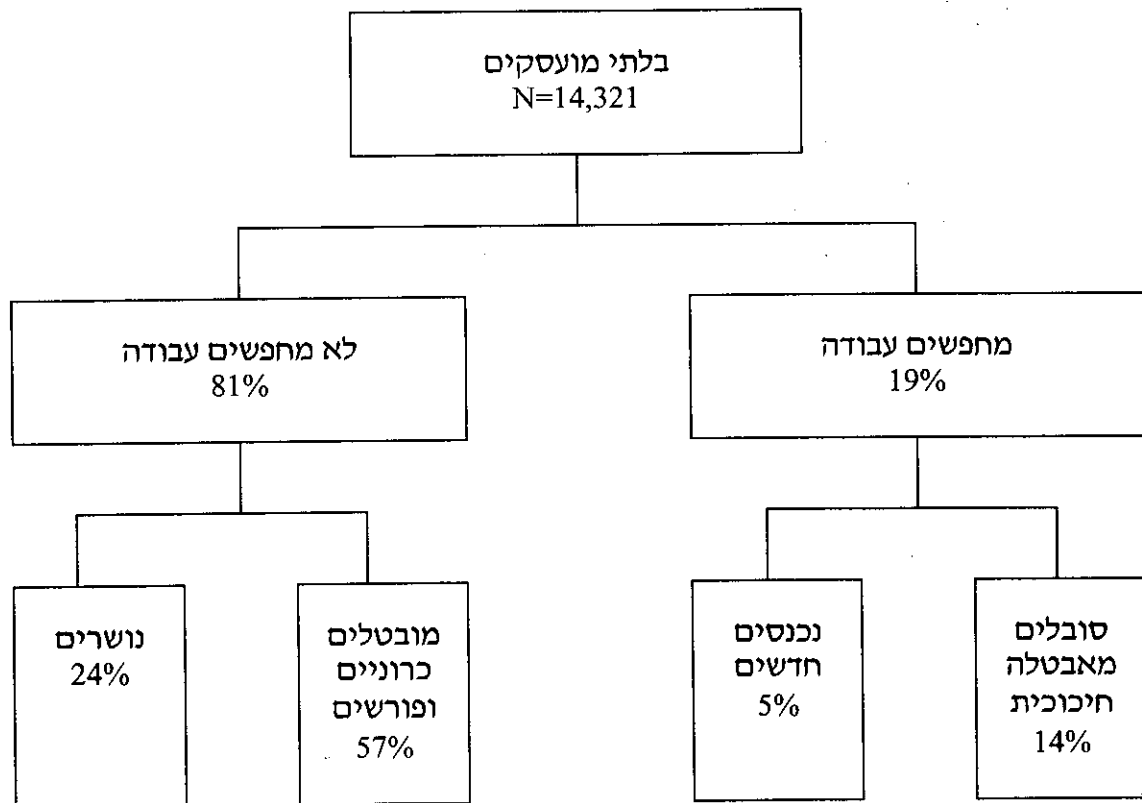 בלתי מועסקים
N=14,321
מחפשים עבודה
19%
לא מחפשים עבודה
81%
סובלים
מאבטלה
חיכוכית
14%
נכנסים
חדשים
5%
מובטלים
כרוניים
ופורשים
57%
נושרים
24%